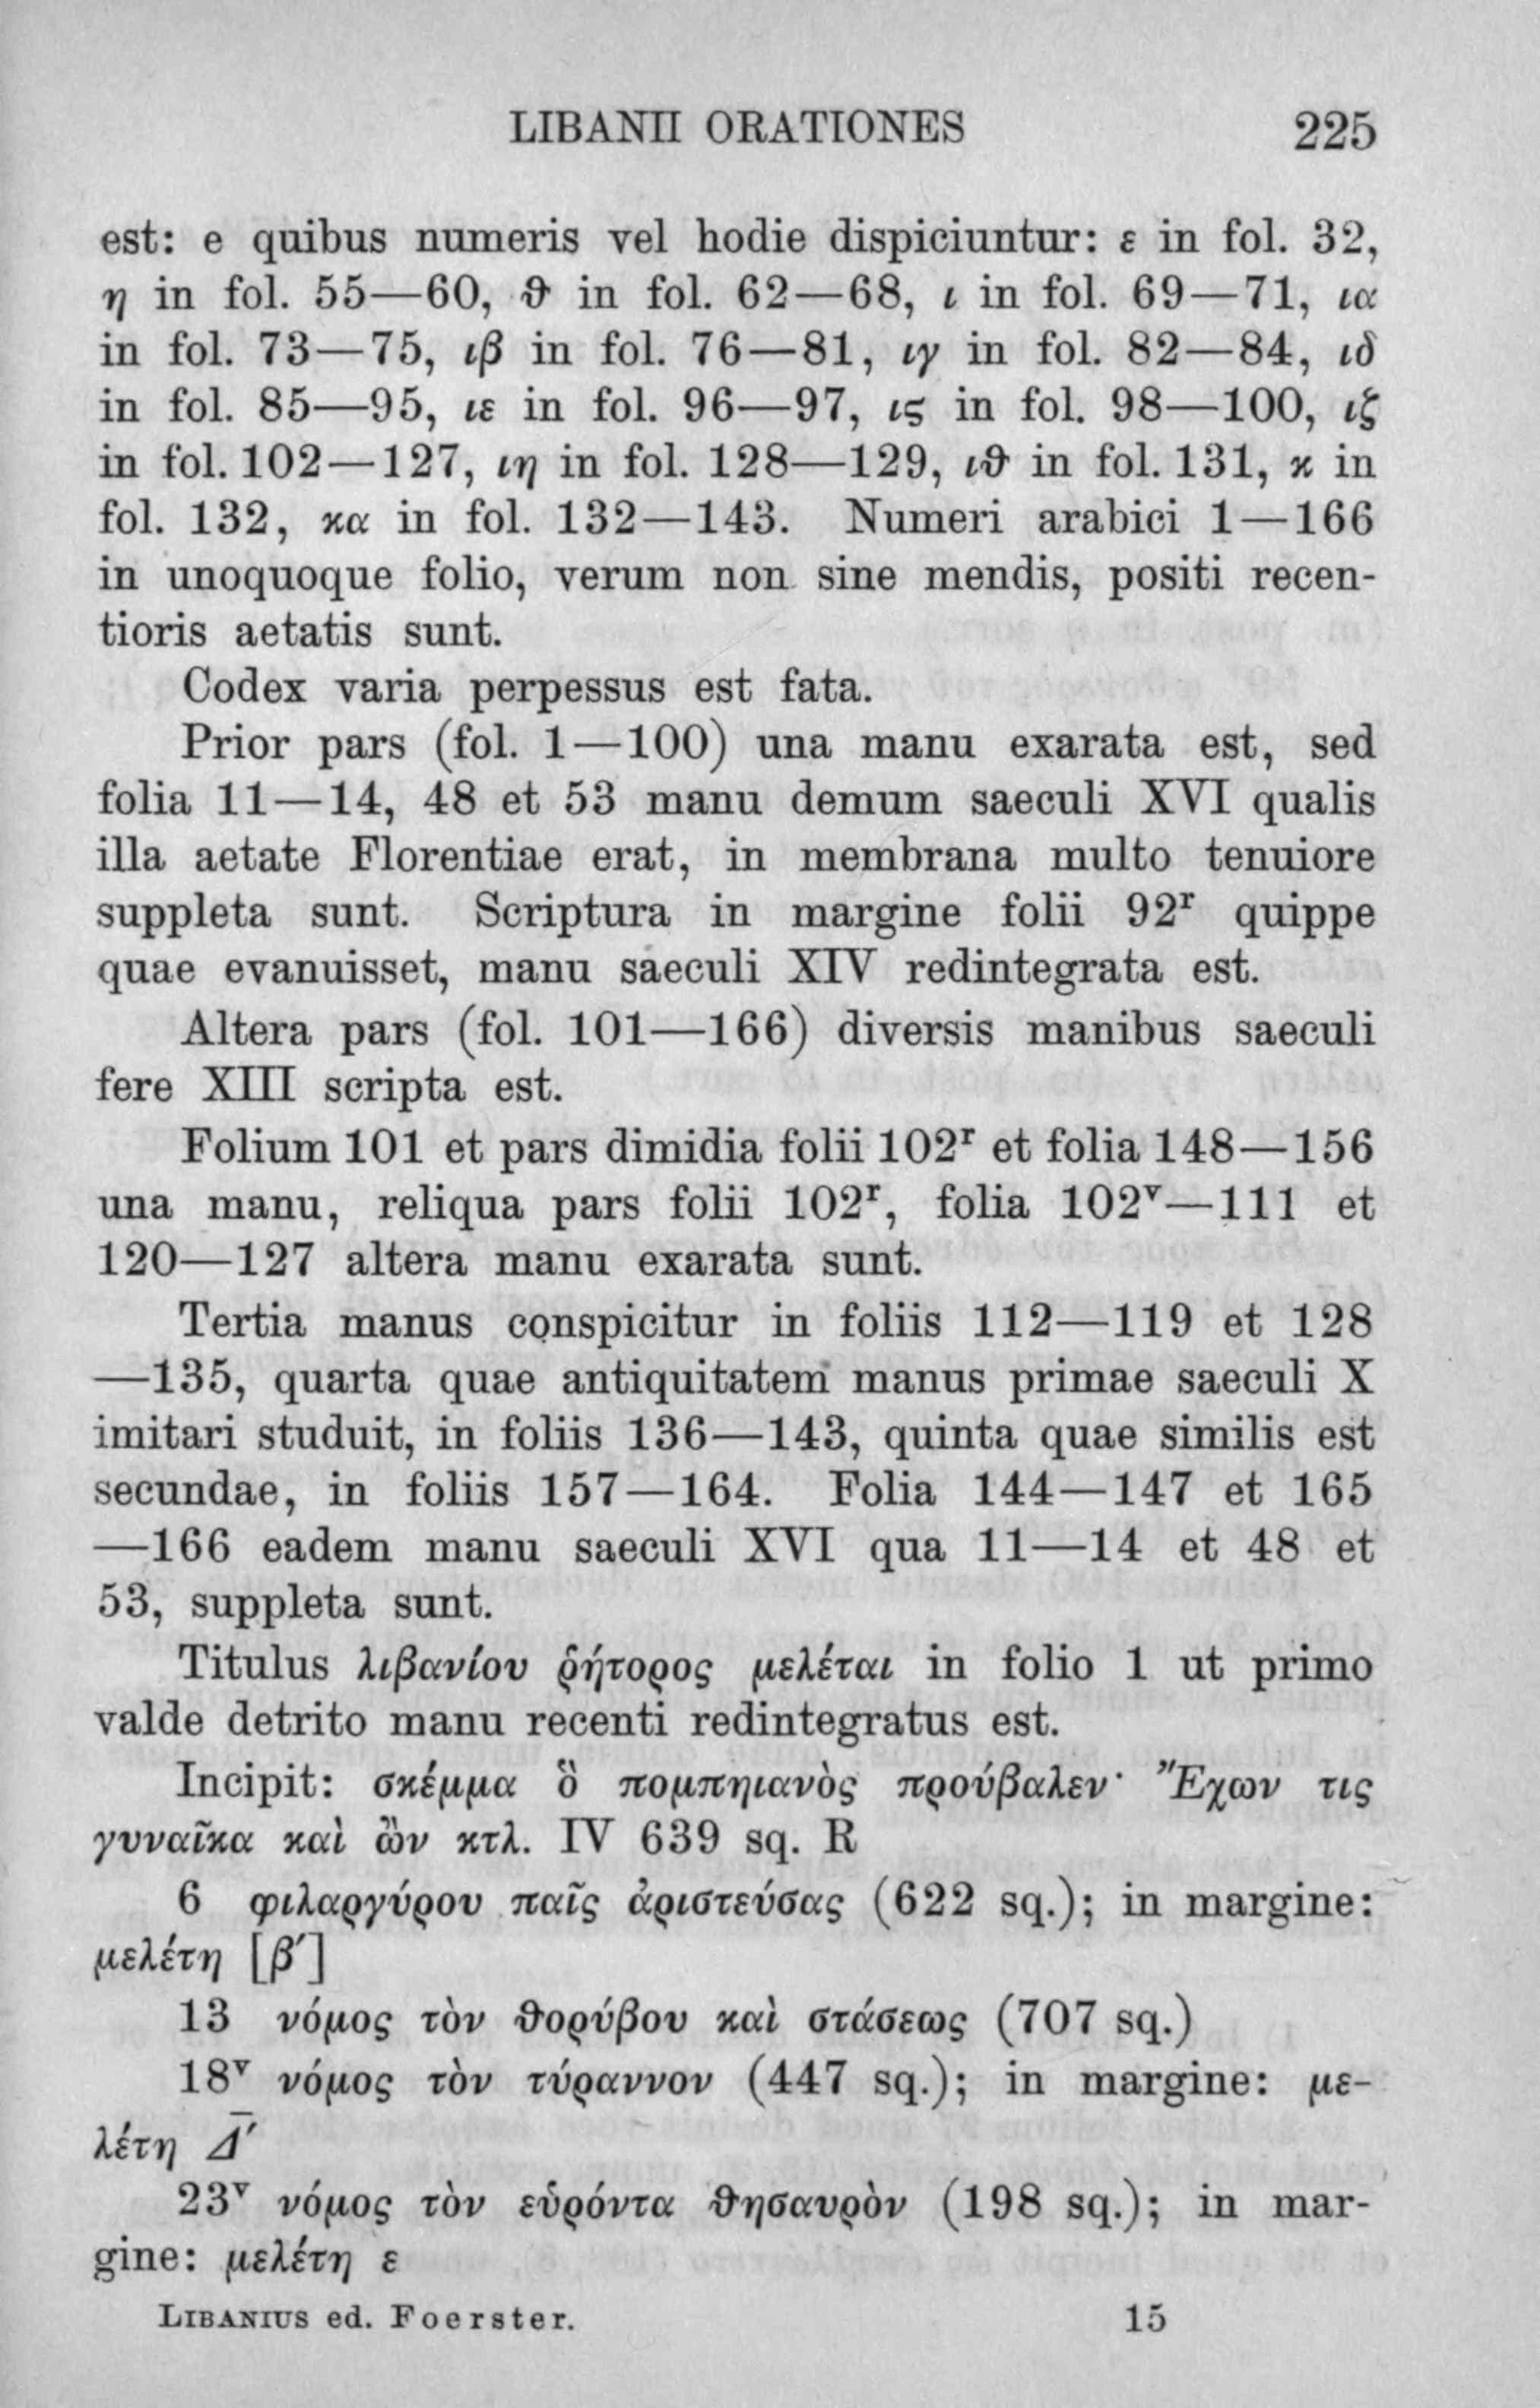 LIBANII ORATIONES 225
est: e quibus numeris vel hodie dispiciuntur: ε in fol. 32,
η in fol. 55—60, ϑ in fol. 62—68, ι in fol. 69—71, ια
in fol. 73—75, ιβ in fol. 76—81, ιγ in fol. 82—84, ιδ
in fol. 85—95, ιε in fol. 96—97, ις in fol. 98—100, ιζ
in fol. 102—127, ιη in fol. 128—129, ιϑ in fol. 131, κ in
fol. 132, κα in fol. 132—143. Numeri arabici 1—166
in unoquoque folio, verum non sine mendis, positi recen-
tioris aetatis sunt.
Codex varia perpessus est fata.
Prior pars (fol. 1—100) una manu exarata est, sed
folia 11—14, 48 et 53 manu demum saeculi XVI qualis
illa aetate Florentiae erat, in membrana multo tenuiore
suppleta sunt. Scriptura in margine folii 92ʳ quippe
quae evanuisset, manu saeculi XIV redintegrata est.
Altera pars (fol. 101—166) diversis manibus saeculi
fere XIII scripta est.
Folium 101 et pars dimidia folii 102ʳ et folia 148—156
una manu, reliqua pars folii 102ʳ, folia 102ᵛ—111 et
120—127 altera manu exarata sunt.
Tertia manus conspicitur in foliis 112—119 et 128
—135, quarta quae antiquitatem manus primae saeculi X
imitari studuit, in foliis 136—143, quinta quae similis est
secundae, in foliis 157—164. Folia 144—147 et 165
—166 eadem manu saeculi XVI qua 11—14 et 48 et
53, suppleta sunt.
Titulus λιβανίου ῥήτορος μελέται in folio 1 ut primo
valde detrito manu recenti redintegratus est.
Incipit: σκέμμα ὃ πομπηιανὸς προύβαλεν· Ἔχων τις
γυναῖκα καὶ ὢν κτλ. IV 639 sq. R
6 φιλαργύρου παῖς ἀριστεύσας (622 sq.); in margine:
μελέτη [β′]
13 νόμος τὸν ϑορύβου καὶ στάσεως (707 sq.)
18ᵛ νόμος τὸν τύραννον (447 sq.); in margine: με-
λέτη Δ̅′
23ᵛ νόμος τὸν εὑρόντα ϑησαυρὸν (198 sq.); in mar-
gine: μελέτη ε
LIBANIUS ed. Foerster. 15